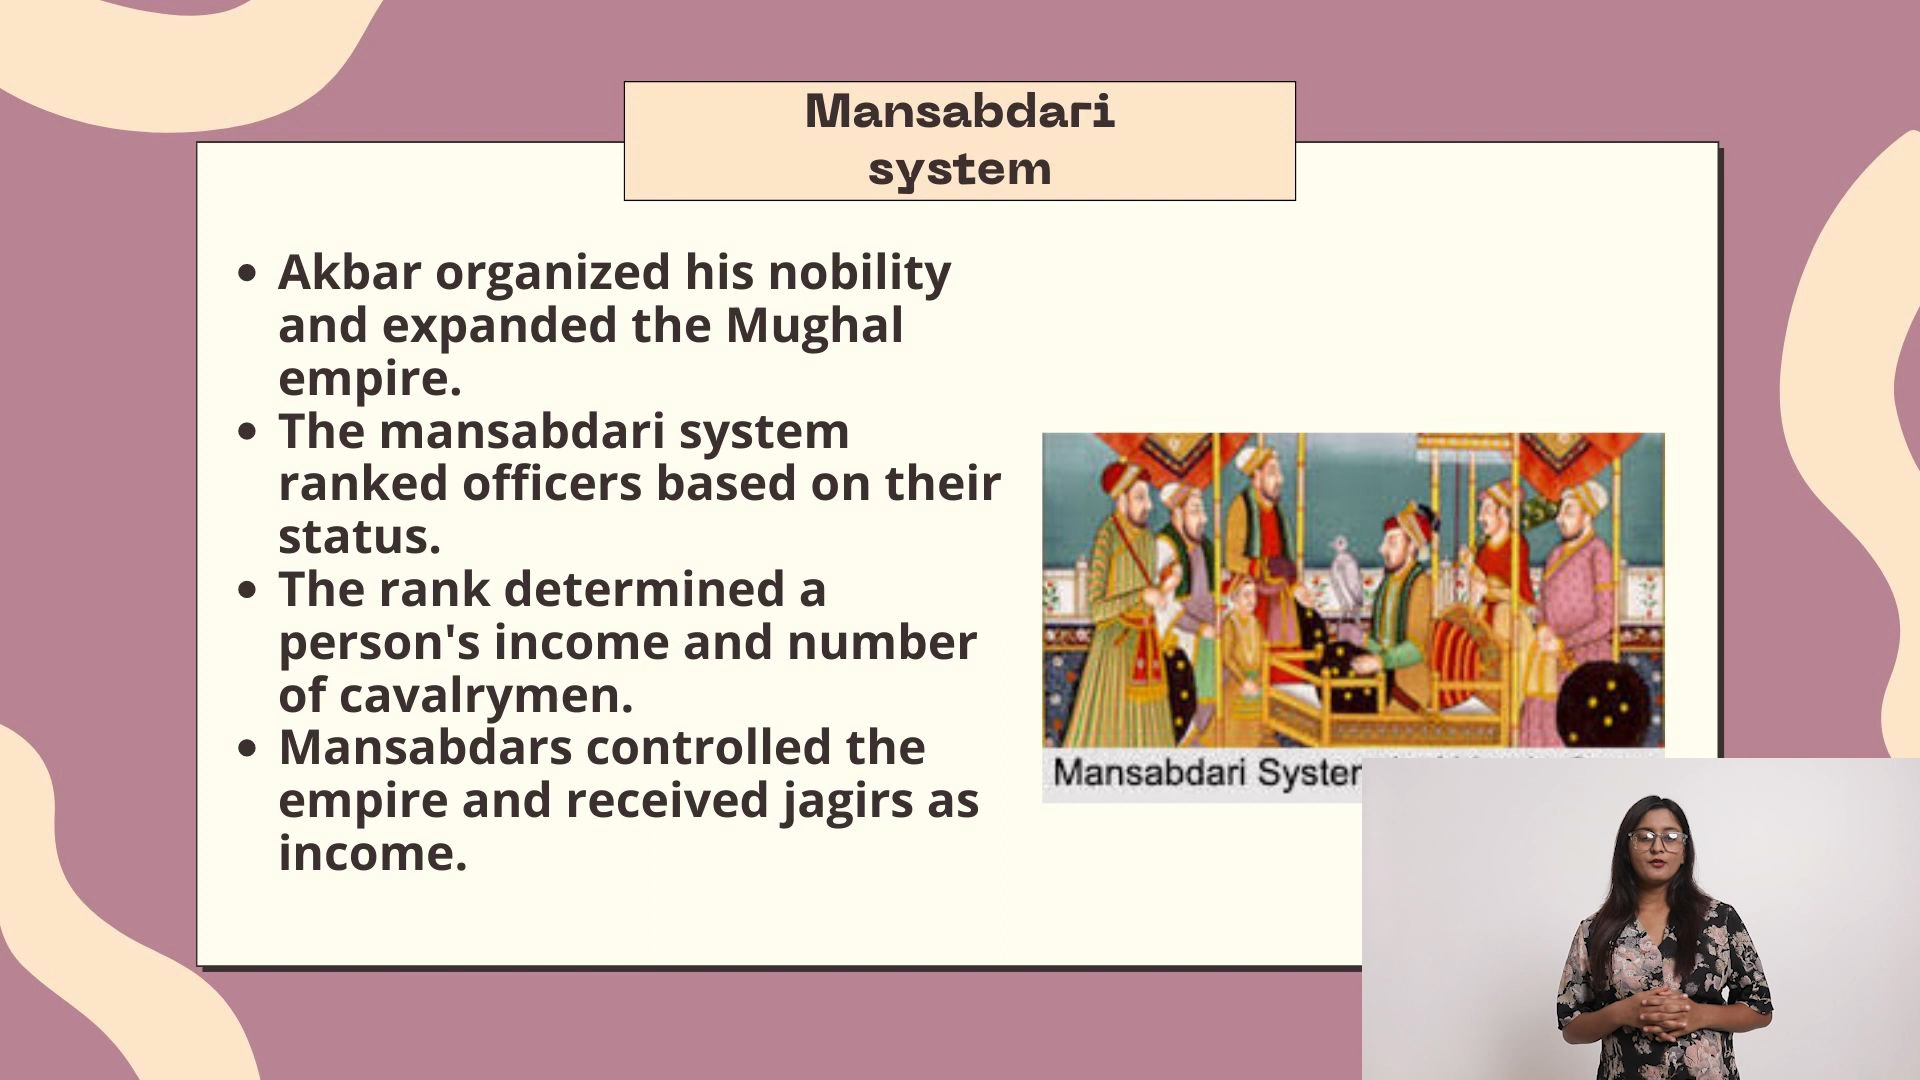 Mansabdari
system
• Akbar organized his nobility
and expanded the Mughal
empire.
• The mansabdari system
ranked officers based on their
status.
• The rank determined a
person's income and number
of cavalrymen.
• Mansabdars controlled the
empire and received jagirs as
income.
Mansabdari